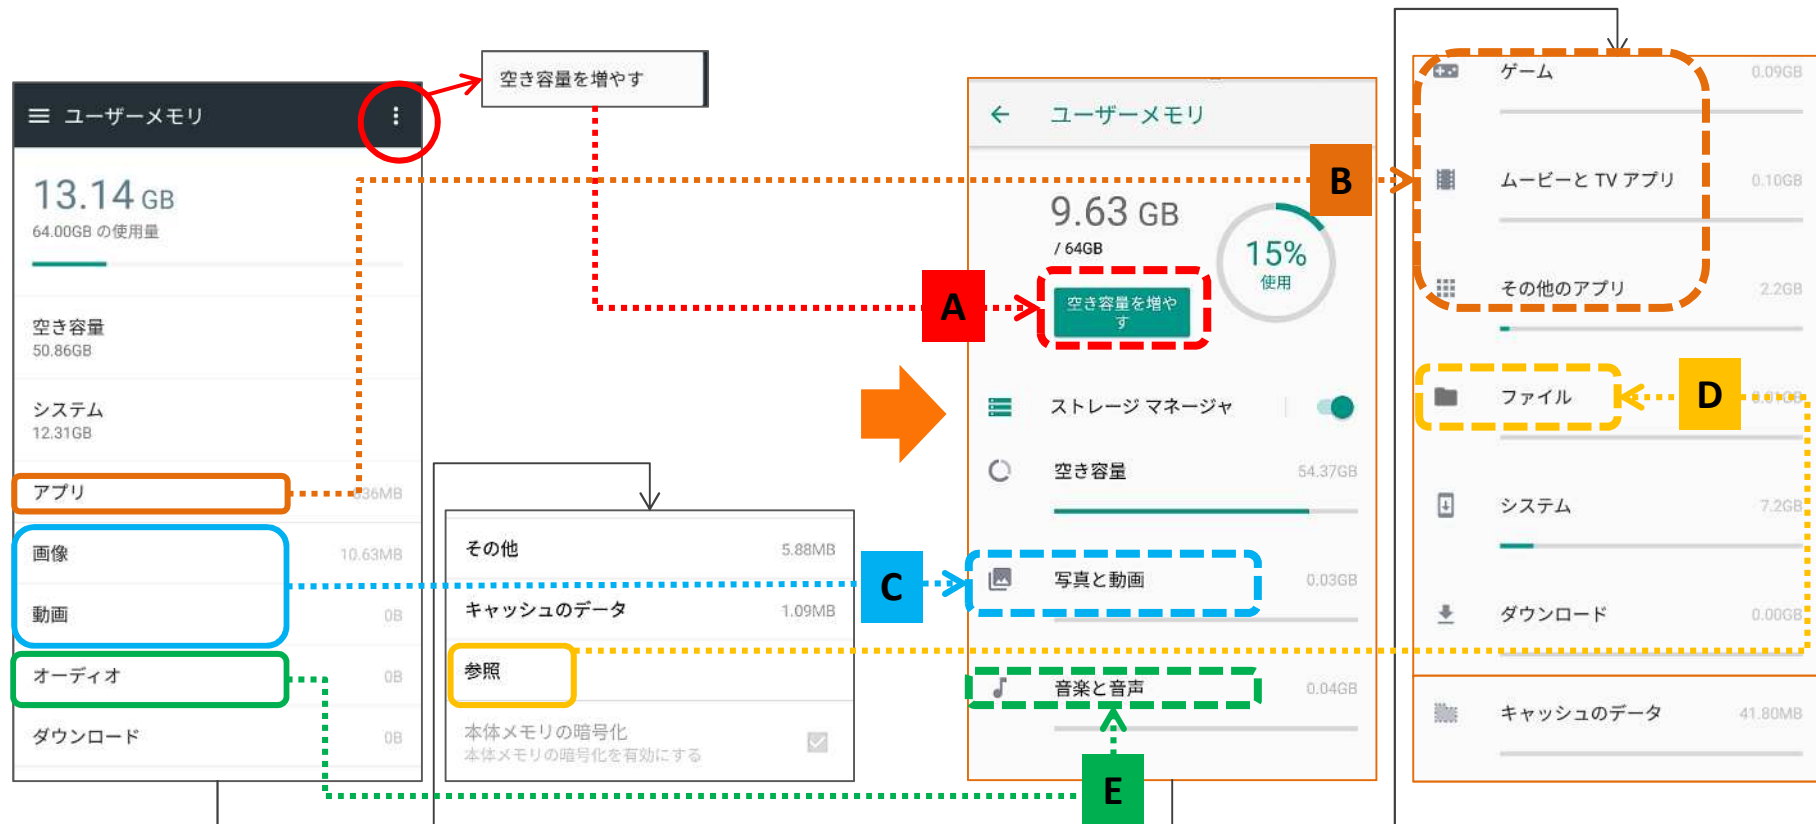 空き容量を増やす
ユーザーメモリ
13.14 GB
64.00GB の使用量
空き容量
50.86GB
システム
12.31GB
アプリ
36MB
画像
10.63MB
動画
0B
オーディオ
0B
ダウンロード
0B
その他
5.88MB
キャッシュのデータ
1.09MB
参照
本体メモリの暗号化
本体メモリの暗号化を有効にする
ユーザーメモリ
9.63 GB
/ 64GB
15%
使用
空き容量を増や
す
ストレージ マネージャ
空き容量
54.37GB
写真と動画
0.03GB
音楽と音声
0.04GB
ゲーム
0.09GB
ムービーと TV アプリ
0.10GB
その他のアプリ
2.2GB
ファイル
システム
7.2GB
ダウンロード
0.00GB
キャッシュのデータ
41.80MB
A
B
C
D
E